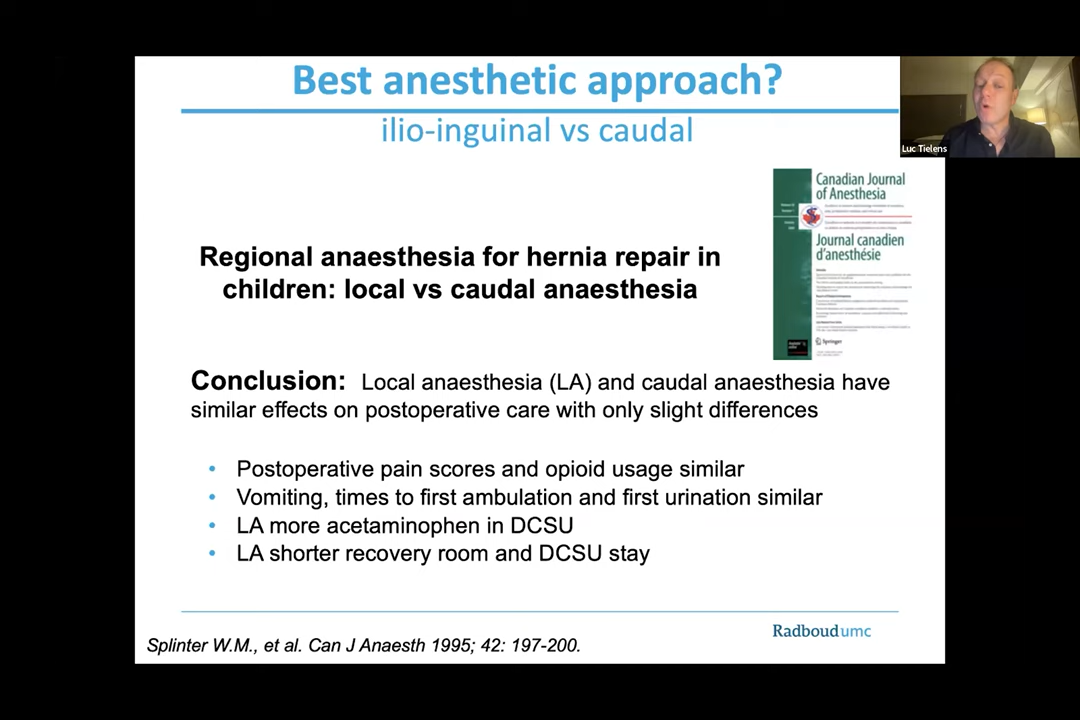 Best anesthetic approach?
ilio-inguinal vs caudal
Luc Tielens
Canadian Journal
of Anesthesia
Journal canadien
d'anesthésie
Springer
Regional anaesthesia for hernia repair in
children: local vs caudal anaesthesia
Conclusion: Local anaesthesia (LA) and caudal anaesthesia have
similar effects on postoperative care with only slight differences
• Postoperative pain scores and opioid usage similar
• Vomiting, times to first ambulation and first urination similar
• LA more acetaminophen in DCSU
• LA shorter recovery room and DCSU stay
Radboudumc
Splinter W.M., et al. Can J Anaesth 1995; 42: 197-200.